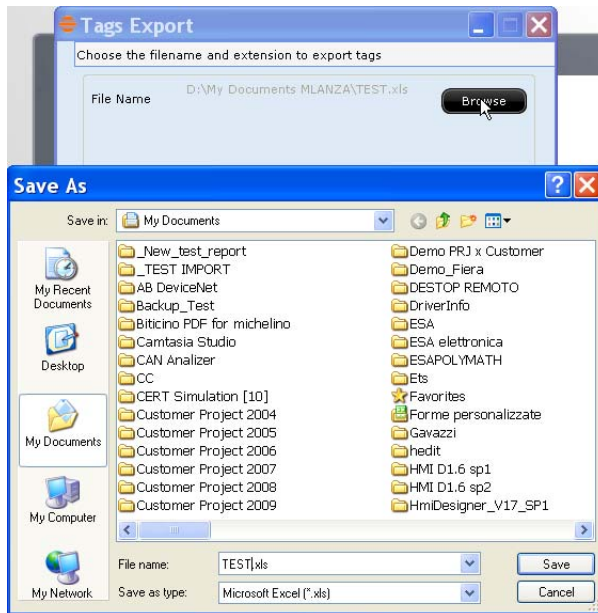 Tags Export
Choose the filename and extension to export tags
File Name D:\My Documents MLANZA\TEST.xls Browse
Save As
Save in: My Documents
_New_test_report
_TEST IMPORT
AB DeviceNet
Backup_Test
Biticino PDF for michelino
Camtasia Studio
CAN Analizer
CC
CERT Simulation [10]
Customer Project 2004
Customer Project 2005
Customer Project 2006
Customer Project 2007
Customer Project 2008
Customer Project 2009
Demo PRJ x Customer
Demo_Fiera
DESTOP REMOTO
DriverInfo
ESA
ESA elettronica
ESAPOLYMATH
Ets
Favorites
Forme personalizzate
Gavazzi
hedit
HMI D1.6 sp1
HMI D1.6 sp2
HmiDesigner_V17_SP1
My Recent
Documents
Desktop
My Documents
My Computer
My Network
File name: TEST.xls Save
Save as type: Microsoft Excel (*.xls) Cancel